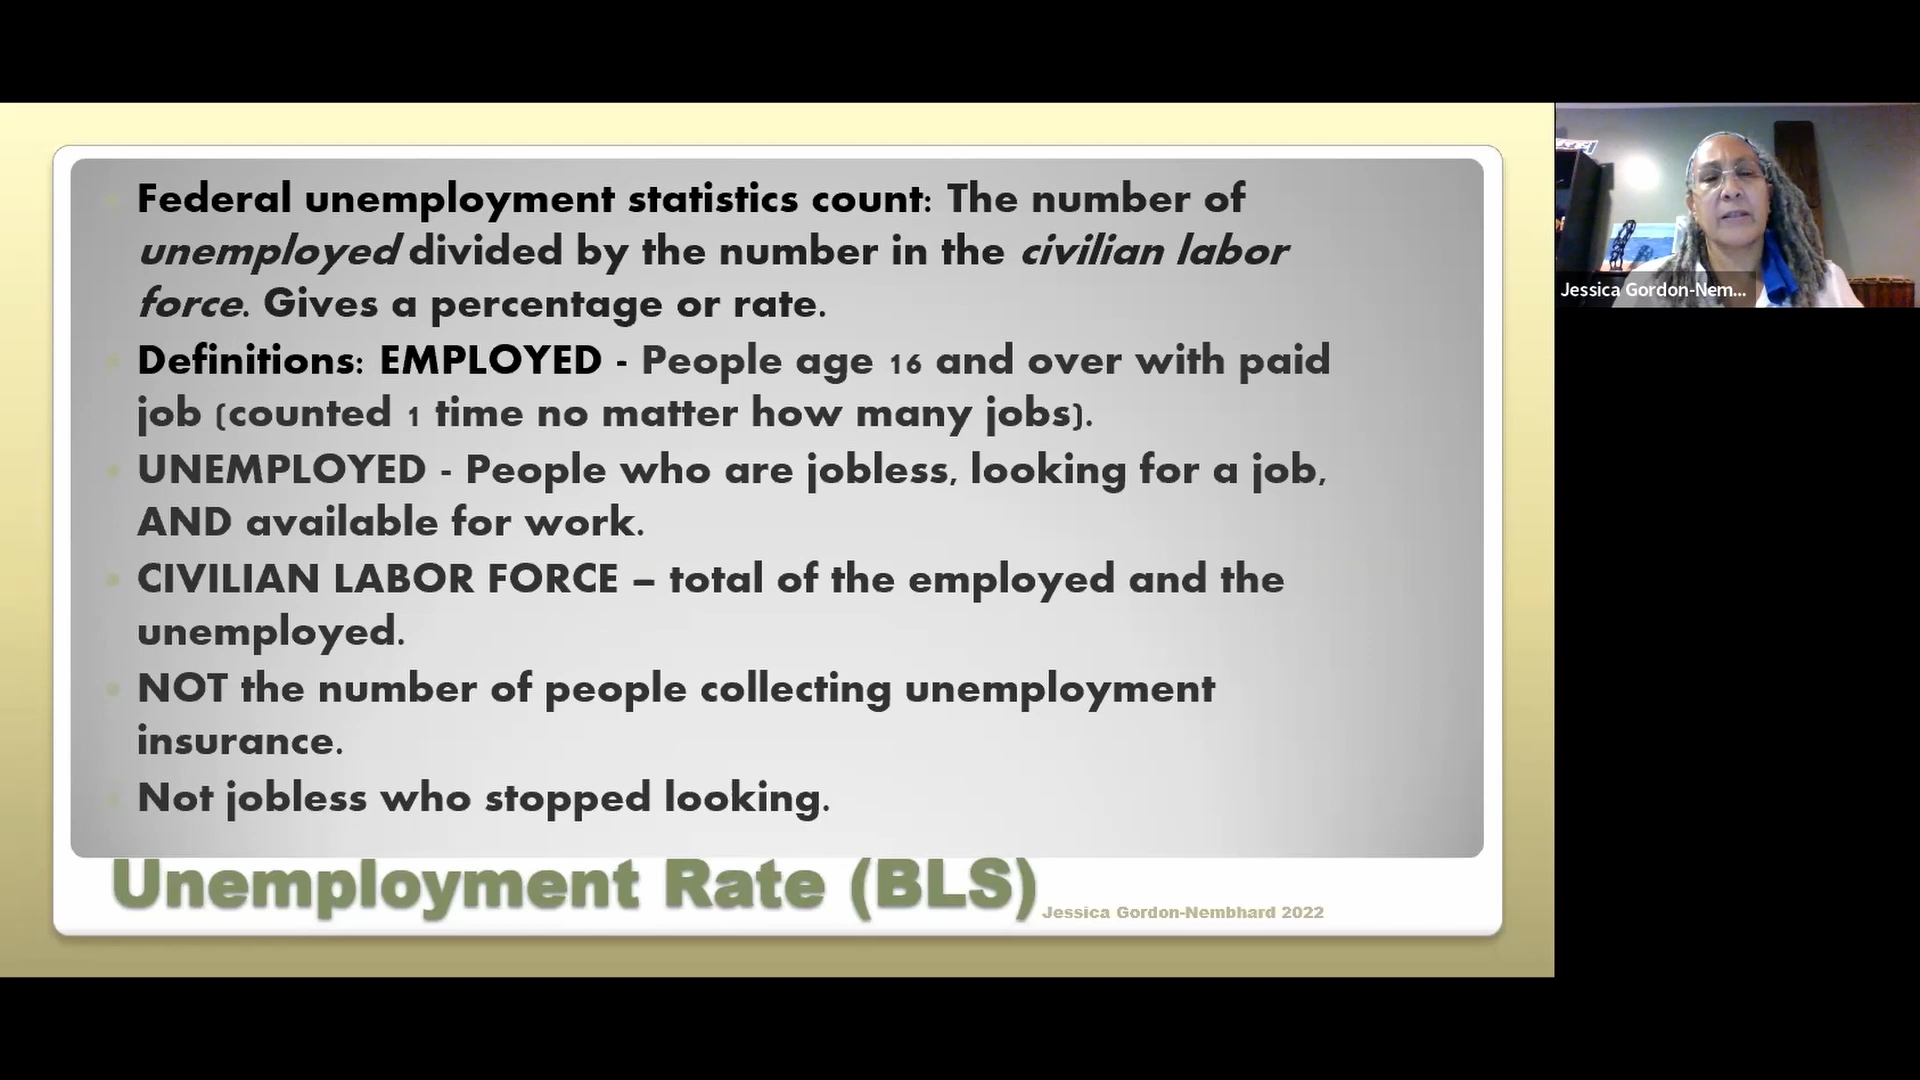 Federal unemployment statistics count: The number of
unemployed divided by the number in the civilian labor
force. Gives a percentage or rate.
Definitions: EMPLOYED - People age 16 and over with paid
job (counted 1 time no matter how many jobs).
UNEMPLOYED - People who are jobless, looking for a job,
AND available for work.
CIVILIAN LABOR FORCE – total of the employed and the
unemployed.
NOT the number of people collecting unemployment
insurance.
Not jobless who stopped looking.
Unemployment Rate (BLS)
Jessica Gordon-Nembhard 2022
Jessica Gordon-Nem...